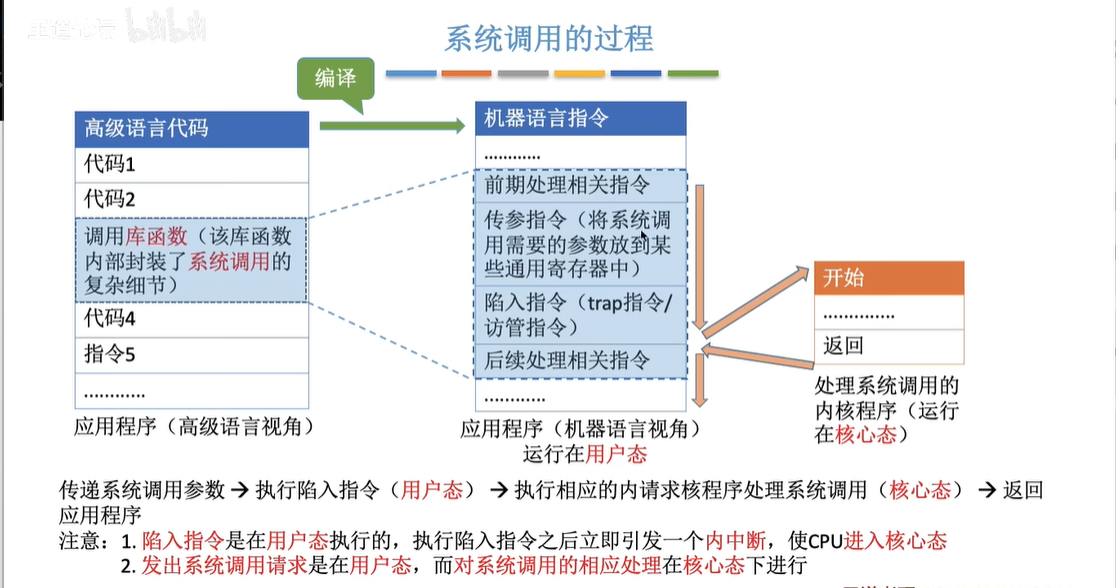 bilibili
系统调用的过程
编译
高级语言代码
代码1
代码2
调用库函数（该库函数
内部封装了系统调用的
复杂细节）
代码4
指令5
…………
应用程序（高级语言视角）
机器语言指令
…………
前期处理相关指令
传参指令（将系统调
用需要的参数放到某
些通用寄存器中）
陷入指令（trap指令/
访管指令）
后续处理相关指令
…………
应用程序（机器语言视角）
运行在用户态
开始
…………..
返回
处理系统调用的
内核程序（运行
在核心态）
传递系统调用参数 → 执行陷入指令（用户态） → 执行相应的内请求核程序处理系统调用（核心态） → 返回
应用程序
注意：1. 陷入指令是在用户态执行的，执行陷入指令之后立即引发一个内中断，使CPU进入核心态
2. 发出系统调用请求是在用户态，而对系统调用的相应处理在核心态下进行